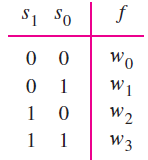 s₁ s₀ f
0 0 w₀
0 1 w₁
1 0 w₂
1 1 w₃